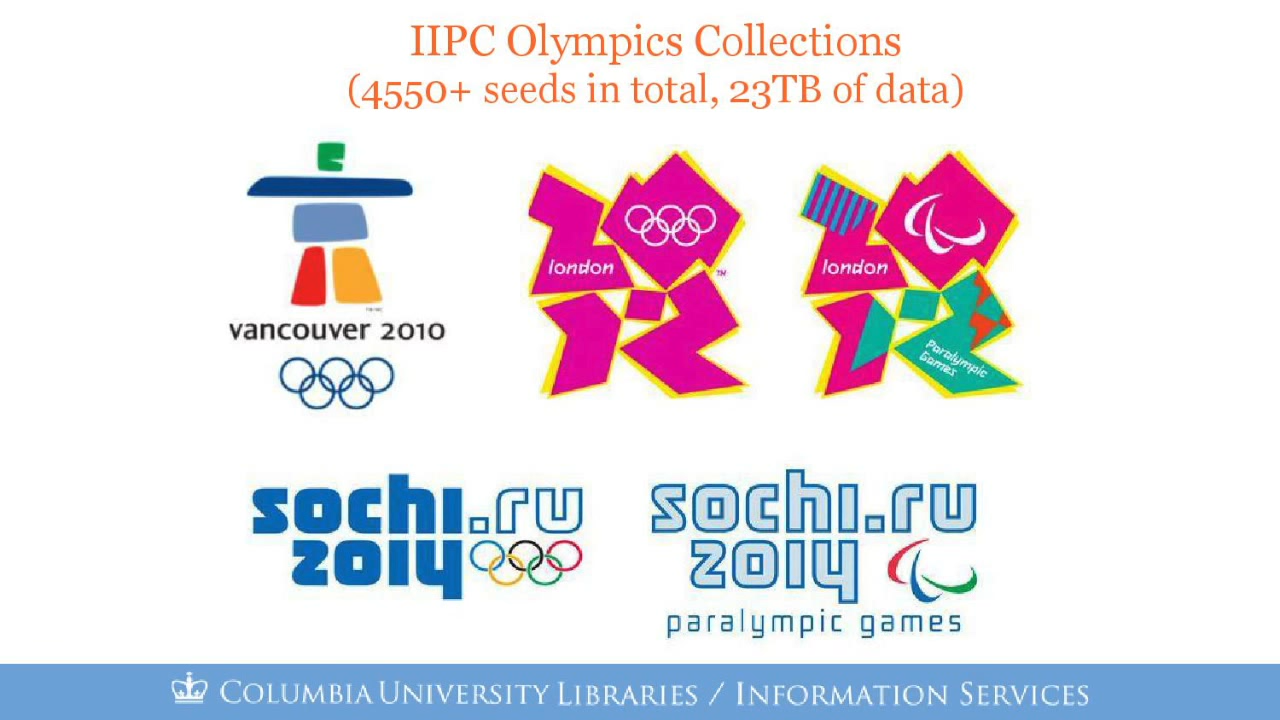 IIPC Olympics Collections
(4550+ seeds in total, 23TB of data)
vancouver 2010
london
TM
london
Paralympic
Games
sochi.ru
2014
sochi.ru
2014
paralympic games
COLUMBIA UNIVERSITY LIBRARIES / INFORMATION SERVICES